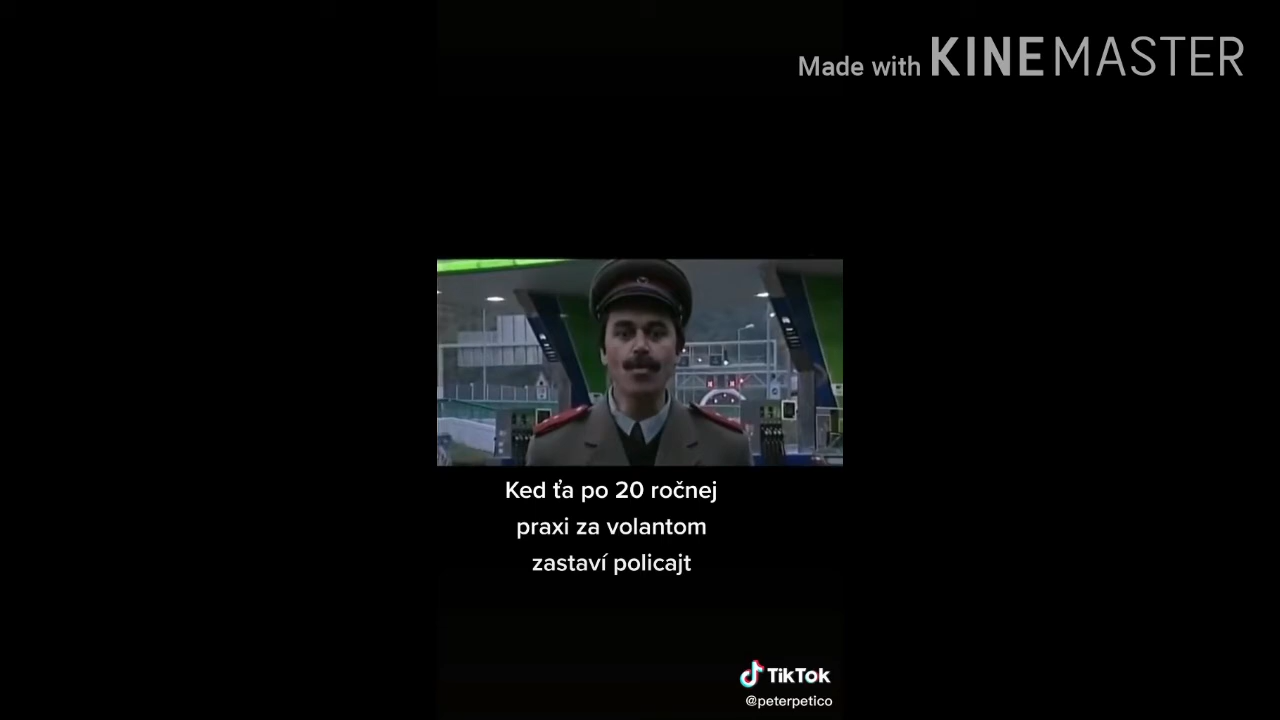 Made with KINEMASTER
Ked ťa po 20 ročnej
praxi za volantom
zastaví policajt
TikTok
@peterpetico